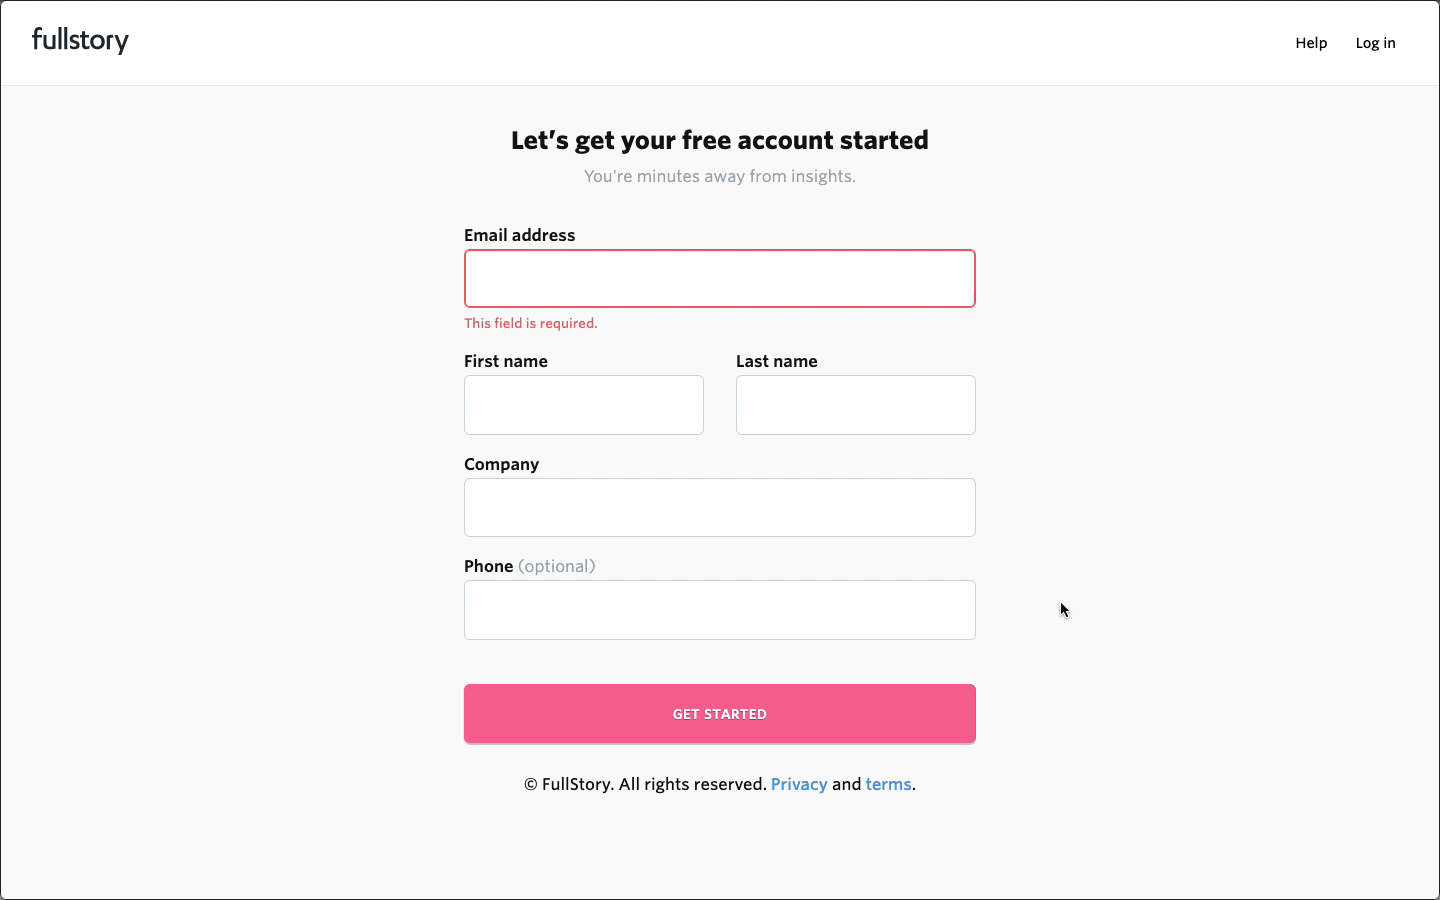 fullstory
Help Log in
Let’s get your free account started
You're minutes away from insights.
Email address
This field is required.
First name Last name
Company
Phone (optional)
GET STARTED
© FullStory. All rights reserved. Privacy and terms.